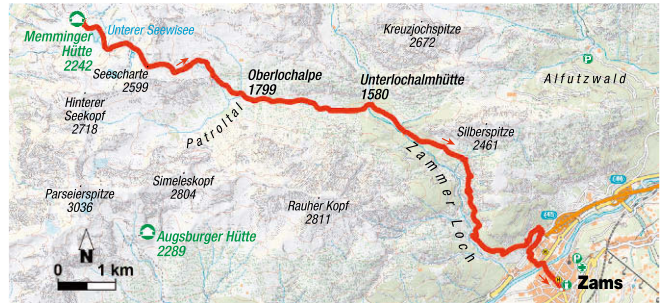 Memminger
Hütte
2242
Unterer Seewisee
Seescharte
2599
Hinterer
Seekopf
2718
Oberlochalpe
1799
Patroltal
Kreuzjochspitze
2672
Unterlochalmhütte
1580
P
Alfutzwald
Silberspitze
2461
Zammer Loch
Parseierspitze
3036
Simeleskopf
2804
Rauher Kopf
2811
Augsburger Hütte
2289
N
0 1 km
P
Zams